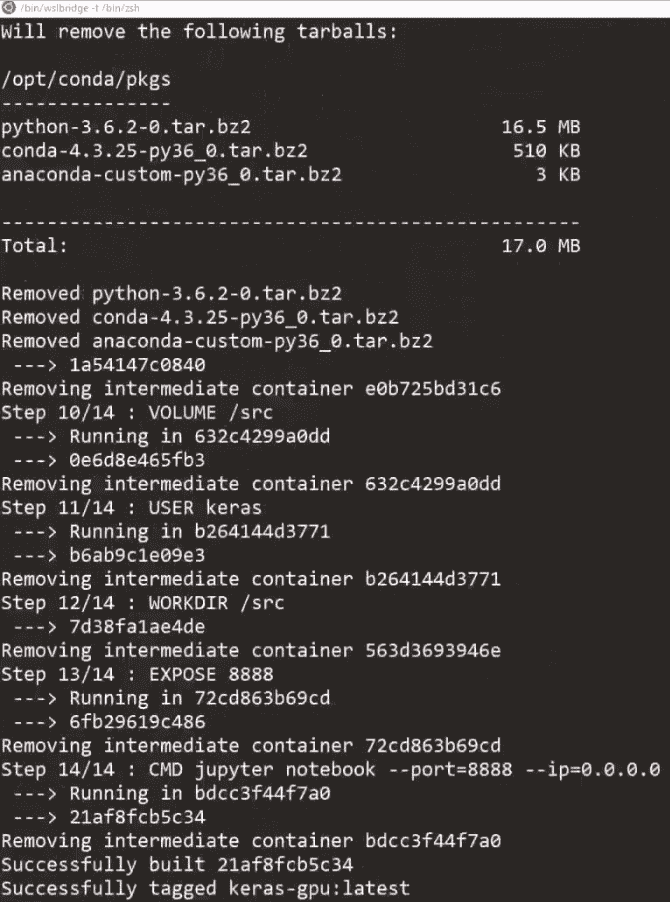 /bin/wslbridge -t /bin/zsh
Will remove the following tarballs:
/opt/conda/pkgs
---------------
python-3.6.2-0.tar.bz2 16.5 MB
conda-4.3.25-py36_0.tar.bz2 510 KB
anaconda-custom-py36_0.tar.bz2 3 KB
---------------------------------------------------
Total: 17.0 MB
Removed python-3.6.2-0.tar.bz2
Removed conda-4.3.25-py36_0.tar.bz2
Removed anaconda-custom-py36_0.tar.bz2
---> 1a54147c0840
Removing intermediate container e0b725bd31c6
Step 10/14 : VOLUME /src
---> Running in 632c4299a0dd
---> 0e6d8e465fb3
Removing intermediate container 632c4299a0dd
Step 11/14 : USER keras
---> Running in b264144d3771
---> b6ab9c1e09e3
Removing intermediate container b264144d3771
Step 12/14 : WORKDIR /src
---> 7d38fa1ae4de
Removing intermediate container 563d3693946e
Step 13/14 : EXPOSE 8888
---> Running in 72cd863b69cd
---> 6fb29619c486
Removing intermediate container 72cd863b69cd
Step 14/14 : CMD jupyter notebook --port=8888 --ip=0.0.0.0
---> Running in bdcc3f44f7a0
---> 21af8fcb5c34
Removing intermediate container bdcc3f44f7a0
Successfully built 21af8fcb5c34
Successfully tagged keras-gpu:latest